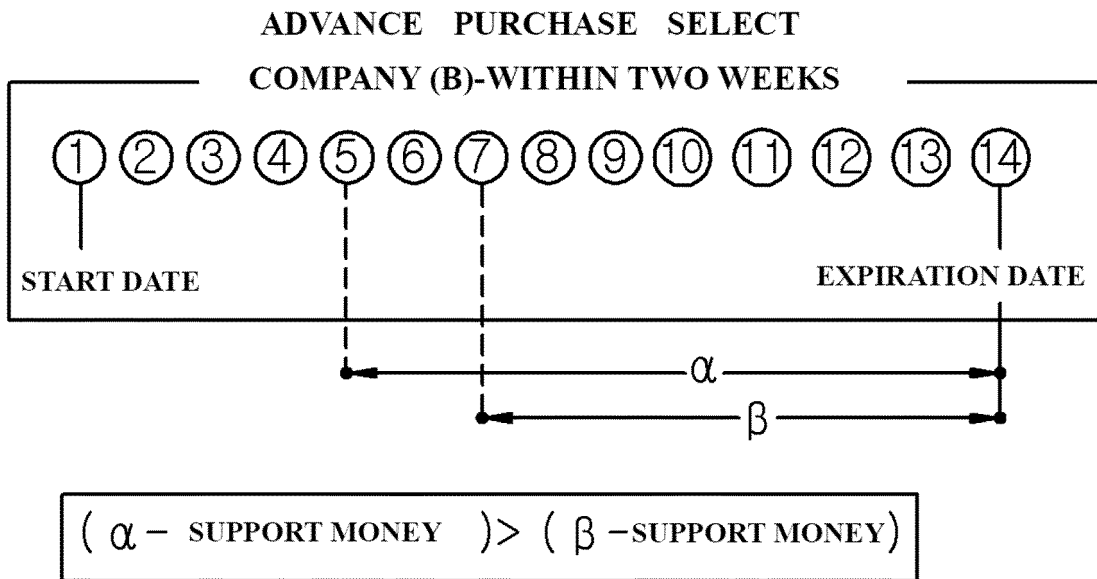 ADVANCE PURCHASE SELECT
COMPANY (B)-WITHIN TWO WEEKS
① ② ③ ④ ⑤ ⑥ ⑦ ⑧ ⑨ ⑩ ⑪ ⑫ ⑬ ⑭
START DATE EXPIRATION DATE
α
β
( α - SUPPORT MONEY ) > ( β - SUPPORT MONEY )